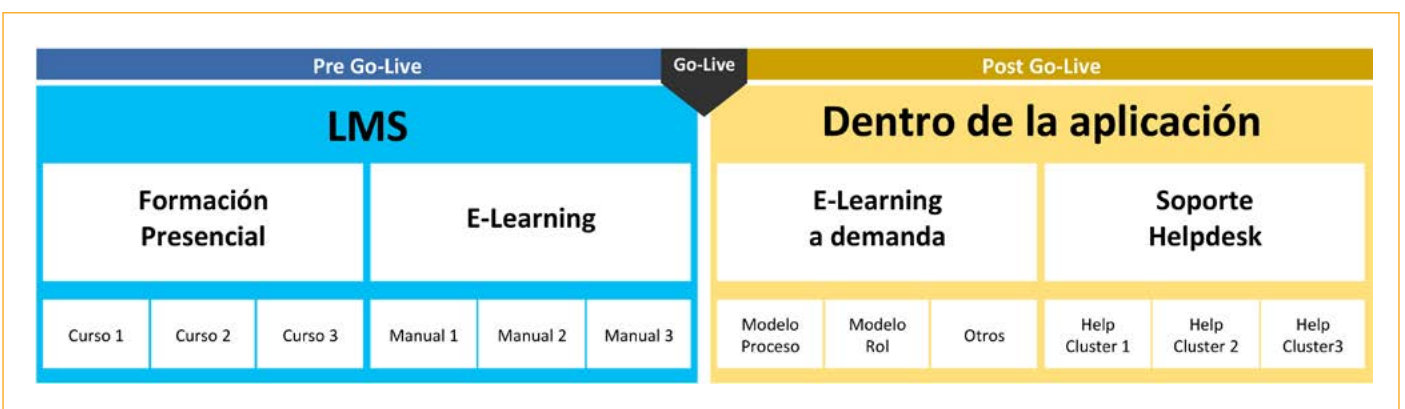 Pre Go-Live
Go-Live
Post Go-Live
LMS
Dentro de la aplicación
Formación
Presencial
E-Learning
E-Learning
a demanda
Soporte
Helpdesk
Curso 1
Curso 2
Curso 3
Manual 1
Manual 2
Manual 3
Modelo
Proceso
Modelo
Rol
Otros
Help
Cluster 1
Help
Cluster 2
Help
Cluster3